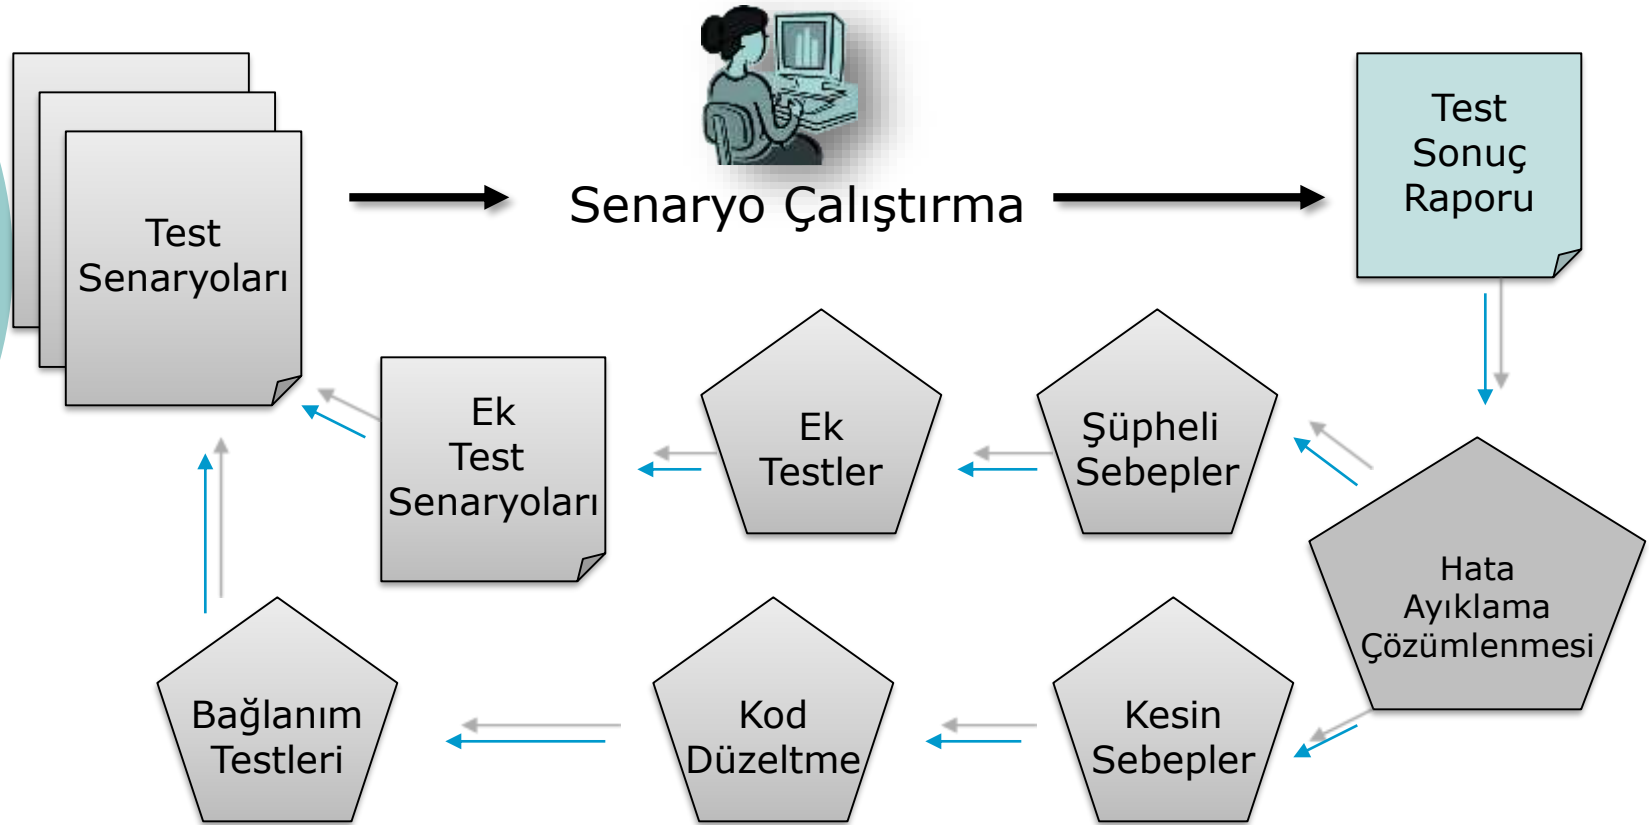 Test
Senaryoları
Senaryo Çalıştırma
Test
Sonuç
Raporu
Ek
Test
Senaryoları
Ek
Testler
Şüpheli
Sebepler
Hata
Ayıklama
Çözümlenmesi
Bağlanım
Testleri
Kod
Düzeltme
Kesin
Sebepler